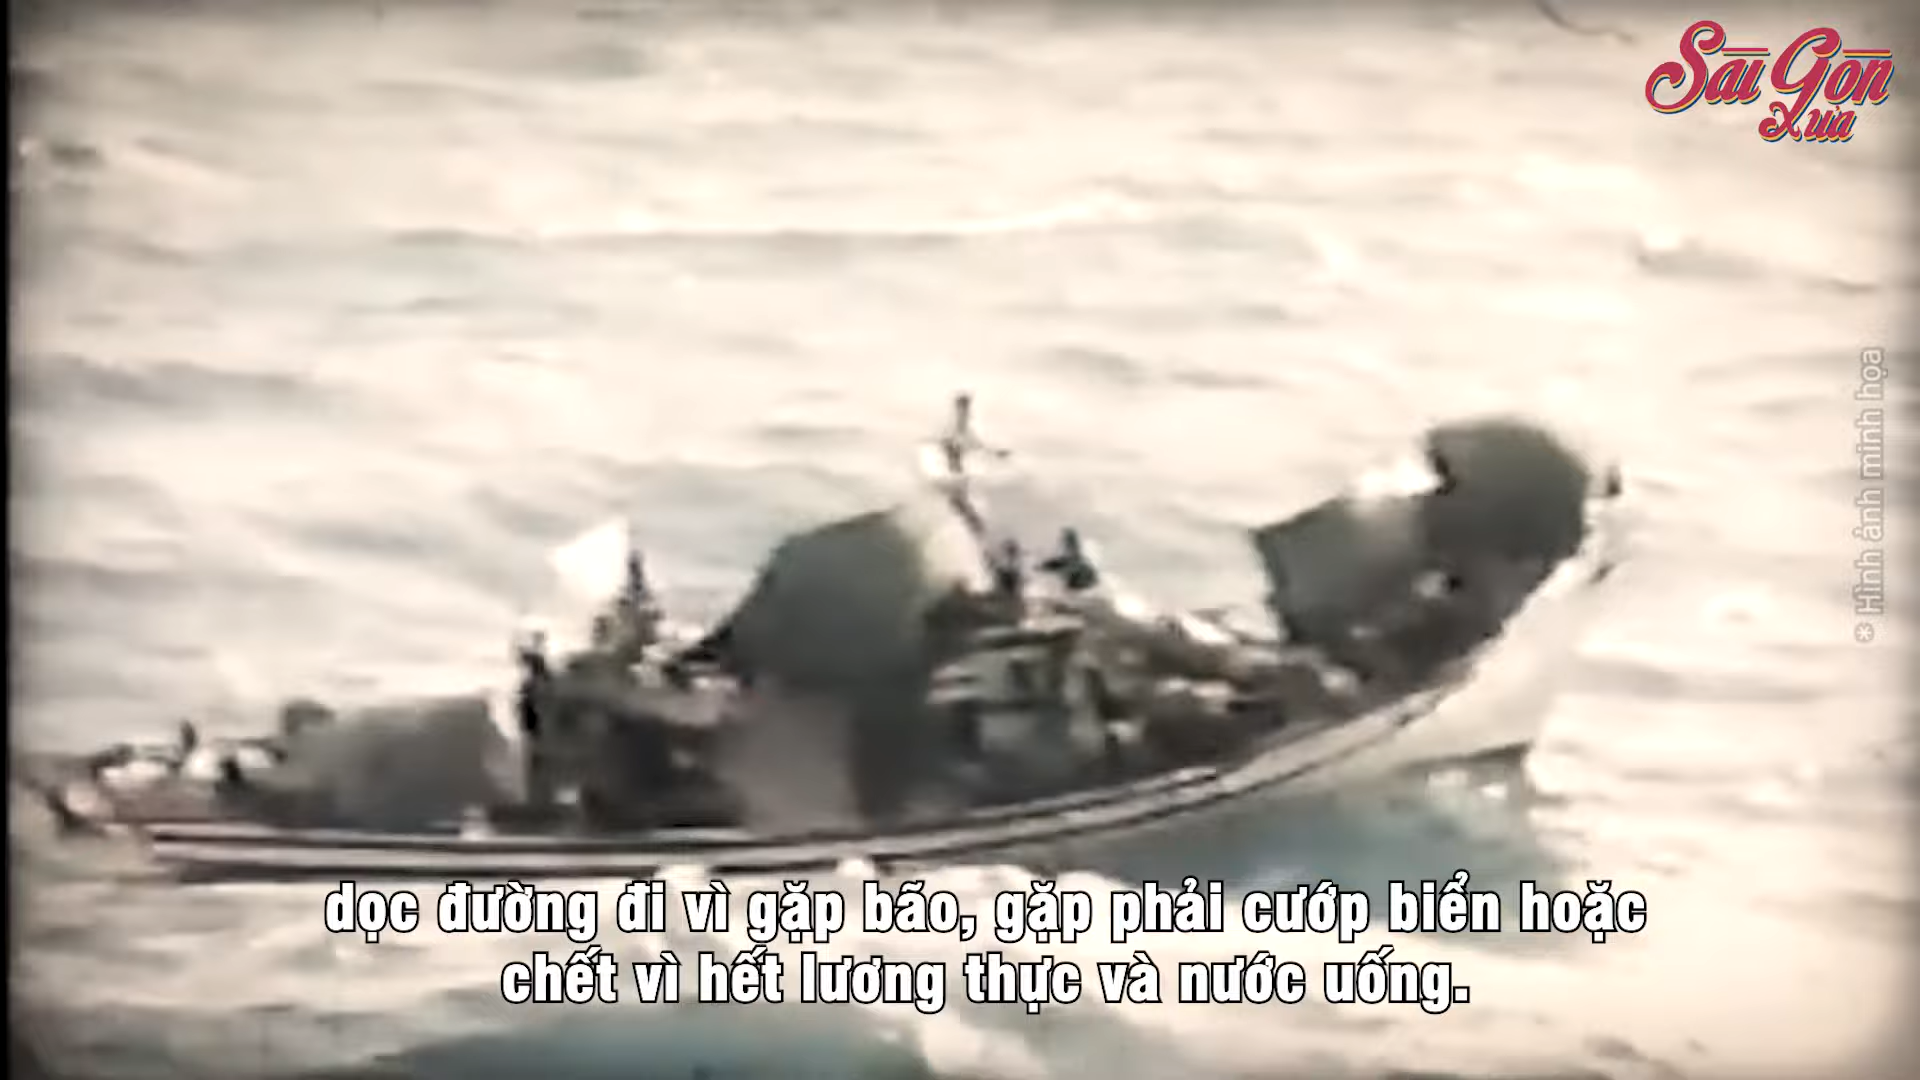 Sài Gòn
Xưa
* Hình ảnh minh họa
dọc đường đi vì gặp bão, gặp phải cướp biển hoặc
chết vì hết lương thực và nước uống.